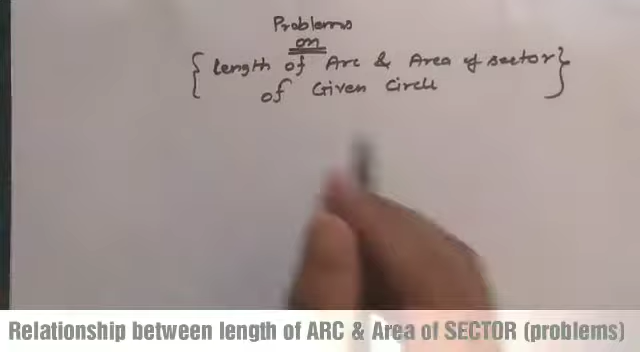 Problems
on
{ Length of Arc & Area of sector }
of Given Circle
Relationship between length of ARC & Area of SECTOR (problems)